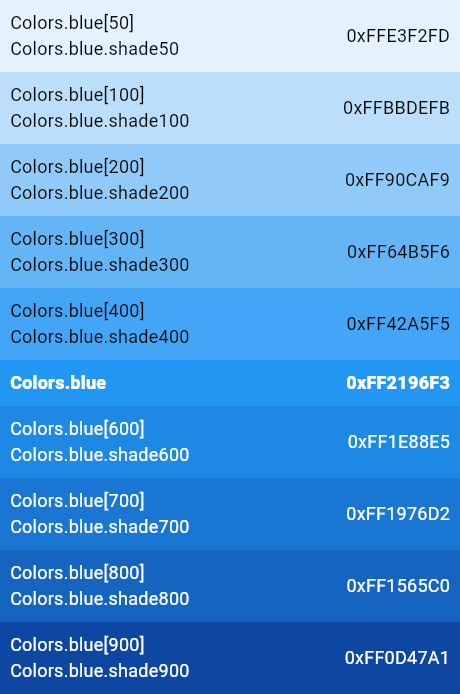 Colors.blue[50]
Colors.blue.shade50
0xFFE3F2FD
Colors.blue[100]
Colors.blue.shade100
0xFFBBDEFB
Colors.blue[200]
Colors.blue.shade200
0xFF90CAF9
Colors.blue[300]
Colors.blue.shade300
0xFF64B5F6
Colors.blue[400]
Colors.blue.shade400
0xFF42A5F5
Colors.blue
0xFF2196F3
Colors.blue[600]
Colors.blue.shade600
0xFF1E88E5
Colors.blue[700]
Colors.blue.shade700
0xFF1976D2
Colors.blue[800]
Colors.blue.shade800
0xFF1565C0
Colors.blue[900]
Colors.blue.shade900
0xFF0D47A1